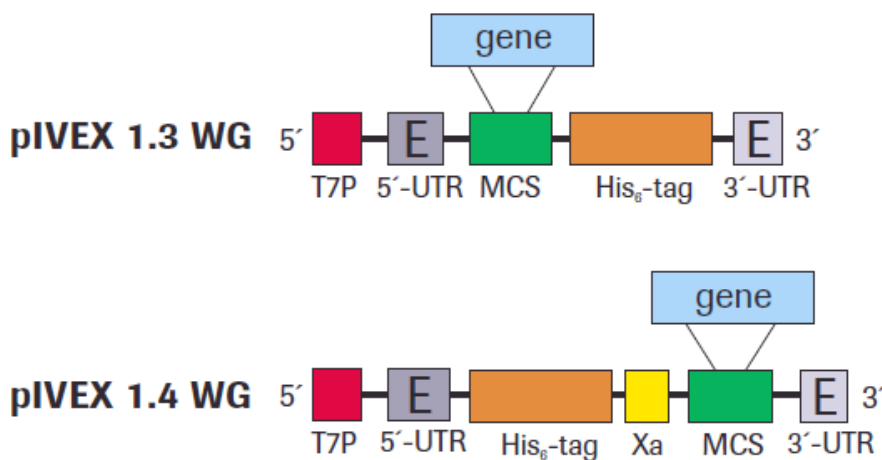 gene
pIVEX 1.3 WG 5´ E E 3´
T7P 5´-UTR MCS His₆-tag 3´-UTR
gene
pIVEX 1.4 WG 5´ E E 3´
T7P 5´-UTR His₆-tag Xa MCS 3´-UTR